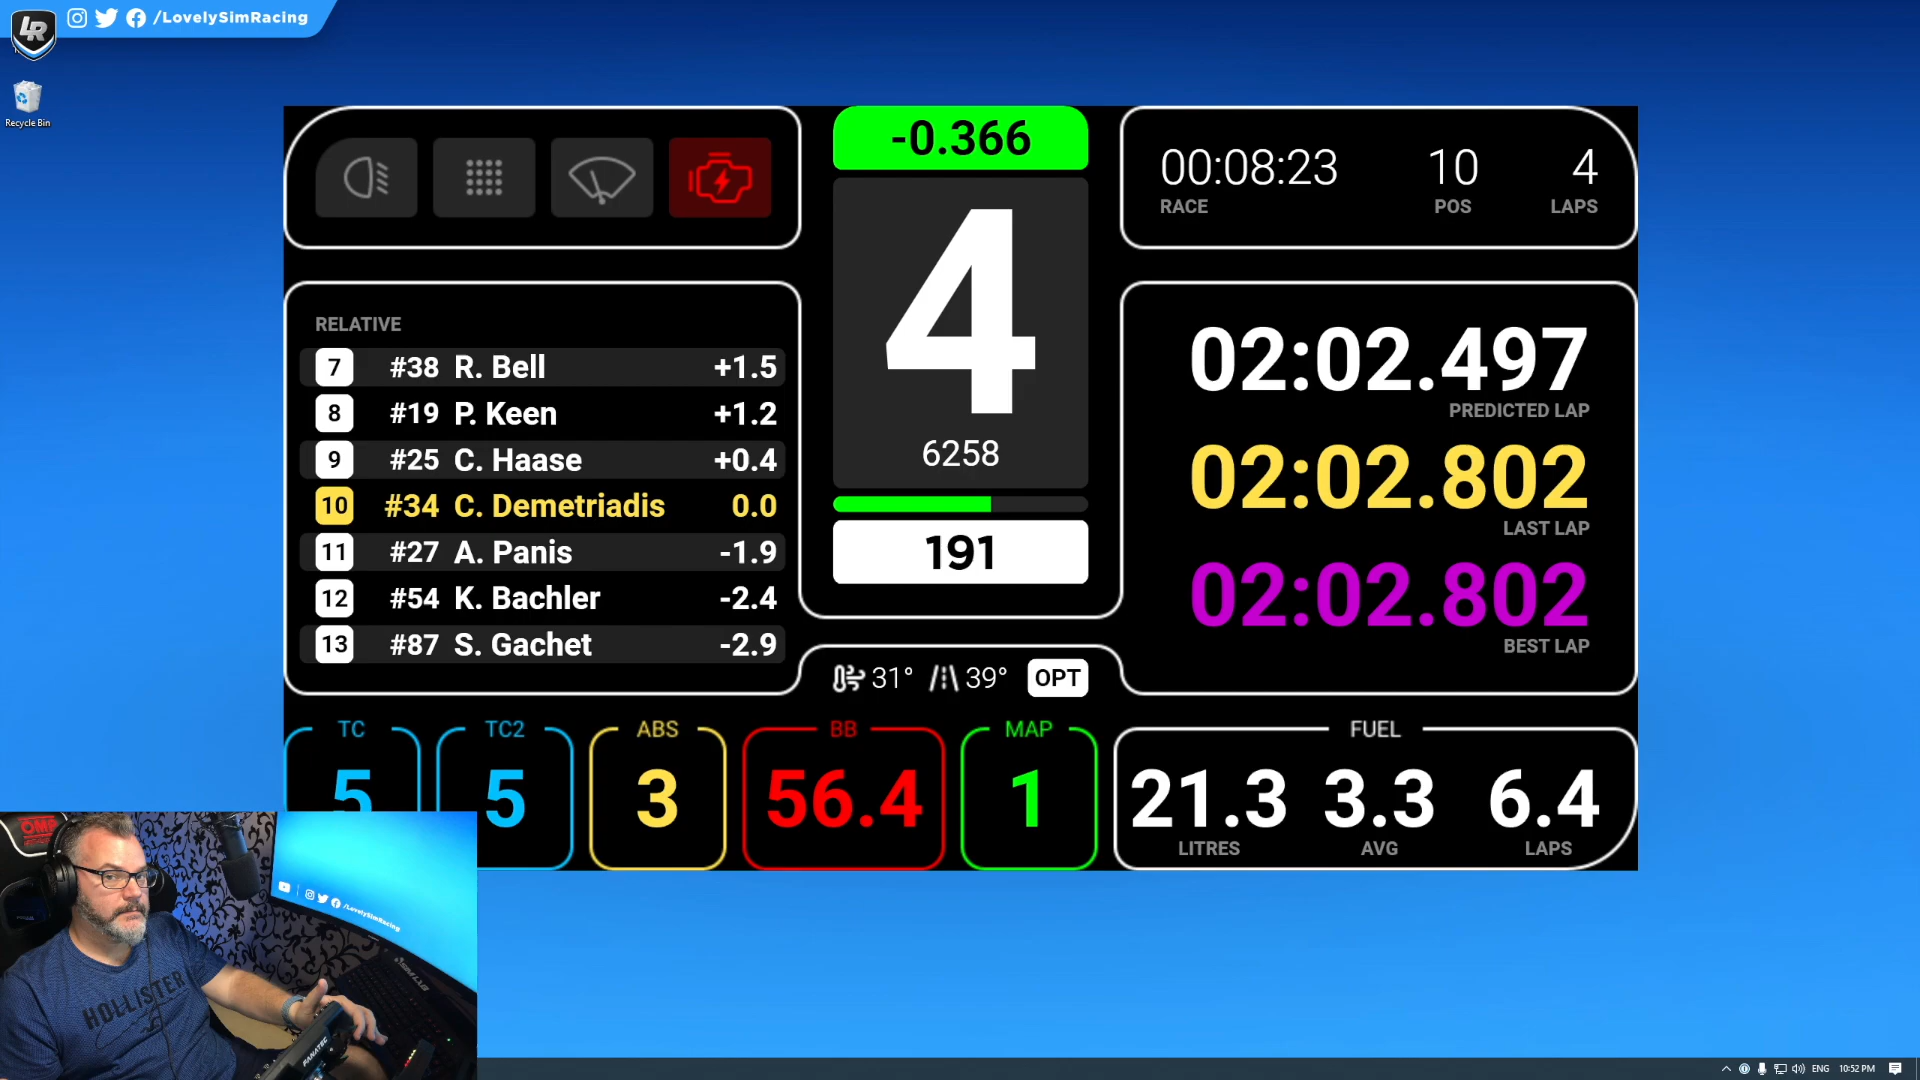 LR /LovelySimRacing
Recycle Bin
-0.366
4
6258
191
00:08:23 10 4
RACE POS LAPS
RELATIVE
7 #38 R. Bell +1.5
8 #19 P. Keen +1.2
9 #25 C. Haase +0.4
10 #34 C. Demetriadis 0.0
11 #27 A. Panis -1.9
12 #54 K. Bachler -2.4
13 #87 S. Gachet -2.9
02:02.497
PREDICTED LAP
02:02.802
LAST LAP
02:02.802
BEST LAP
31° 39° OPT
TC TC2 ABS BB MAP FUEL
5 5 3 56.4 1 21.3 3.3 6.4
LITRES AVG LAPS
OMP
/LovelySimRacing
SIMLAB
HOLLISTER
FANATEC
ENG 10:52 PM